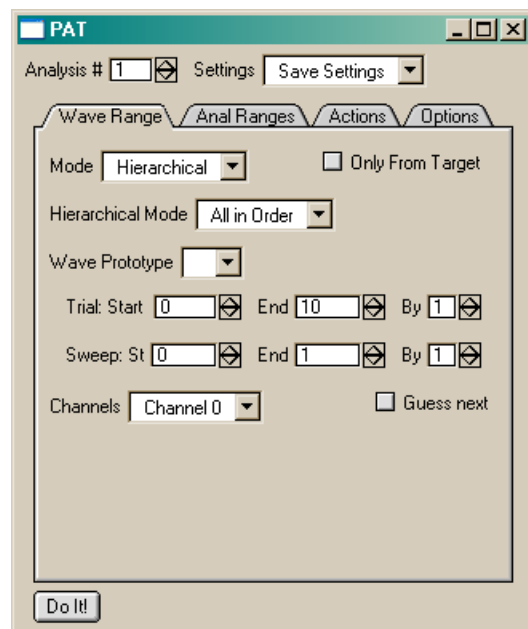 PAT
Analysis # 1 Settings Save Settings
Wave Range Anal Ranges Actions Options
Mode Hierarchical Only From Target
Hierarchical Mode All in Order
Wave Prototype
Trial: Start 0 End 10 By 1
Sweep: St 0 End 1 By 1
Channels Channel 0 Guess next
Do It!